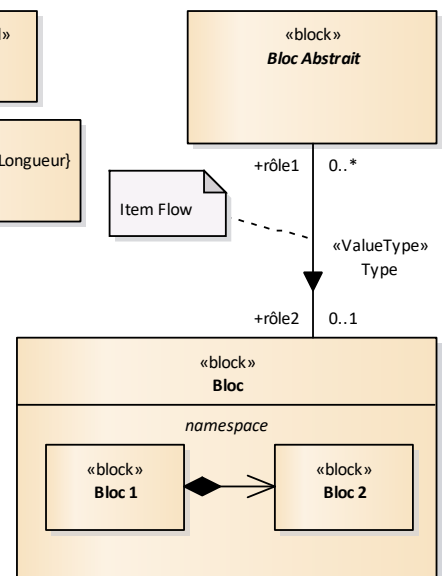 »
«block»
Bloc Abstrait
Longueur}
+rôle1 0..*
Item Flow
«ValueType»
Type
+rôle2 0..1
«block»
Bloc
namespace
«block»
Bloc 1
«block»
Bloc 2